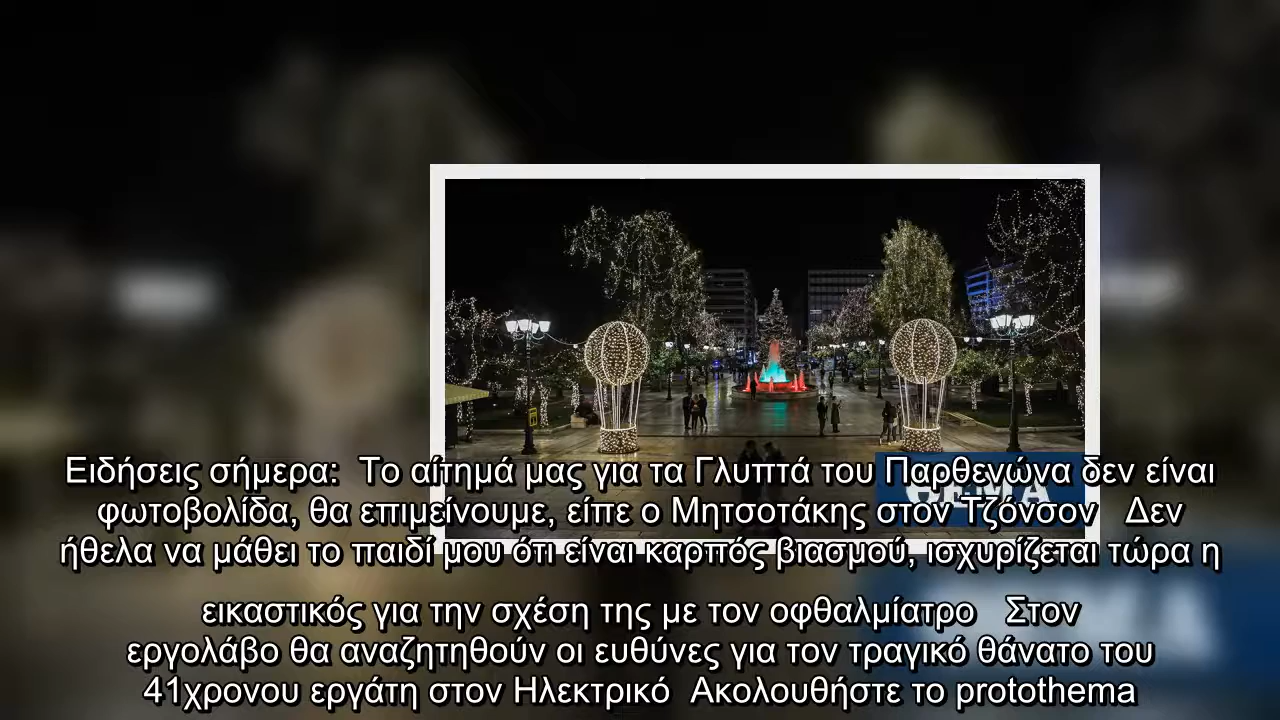 Ειδήσεις σήμερα: Το αίτημά μας για τα Γλυπτά του Παρθενώνα δεν είναι
φωτοβολίδα, θα επιμείνουμε, είπε ο Μητσοτάκης στον Τζόνσον Δεν
ήθελα να μάθει το παιδί μου ότι είναι καρπός βιασμού, ισχυρίζεται τώρα η
εικαστικός για την σχέση της με τον οφθαλμίατρο Στον
εργολάβο θα αναζητηθούν οι ευθύνες για τον τραγικό θάνατο του
41χρονου εργάτη στον Ηλεκτρικό Ακολουθήστε το protothema